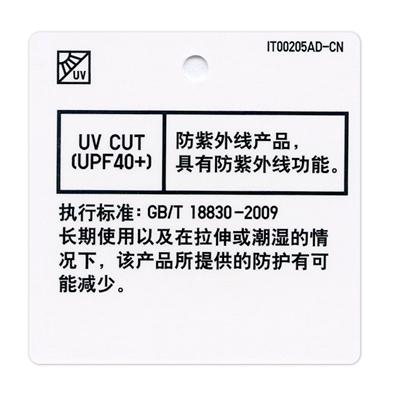 IT00205AD-CN
UV
UV CUT
(UPF40+)
防紫外线产品，
具有防紫外线功能。
执行标准：GB/T 18830-2009
长期使用以及在拉伸或潮湿的情
况下，该产品所提供的防护有可
能减少。